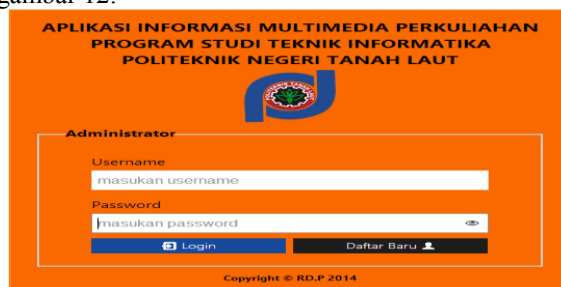 gambar 12.
APLIKASI INFORMASI MULTIMEDIA PERKULIAHAN
PROGRAM STUDI TEKNIK INFORMATIKA
POLITEKNIK NEGERI TANAH LAUT
Administrator
Username
masukan username
Password
masukan password
Login
Daftar Baru
Copyright © RD.P 2014